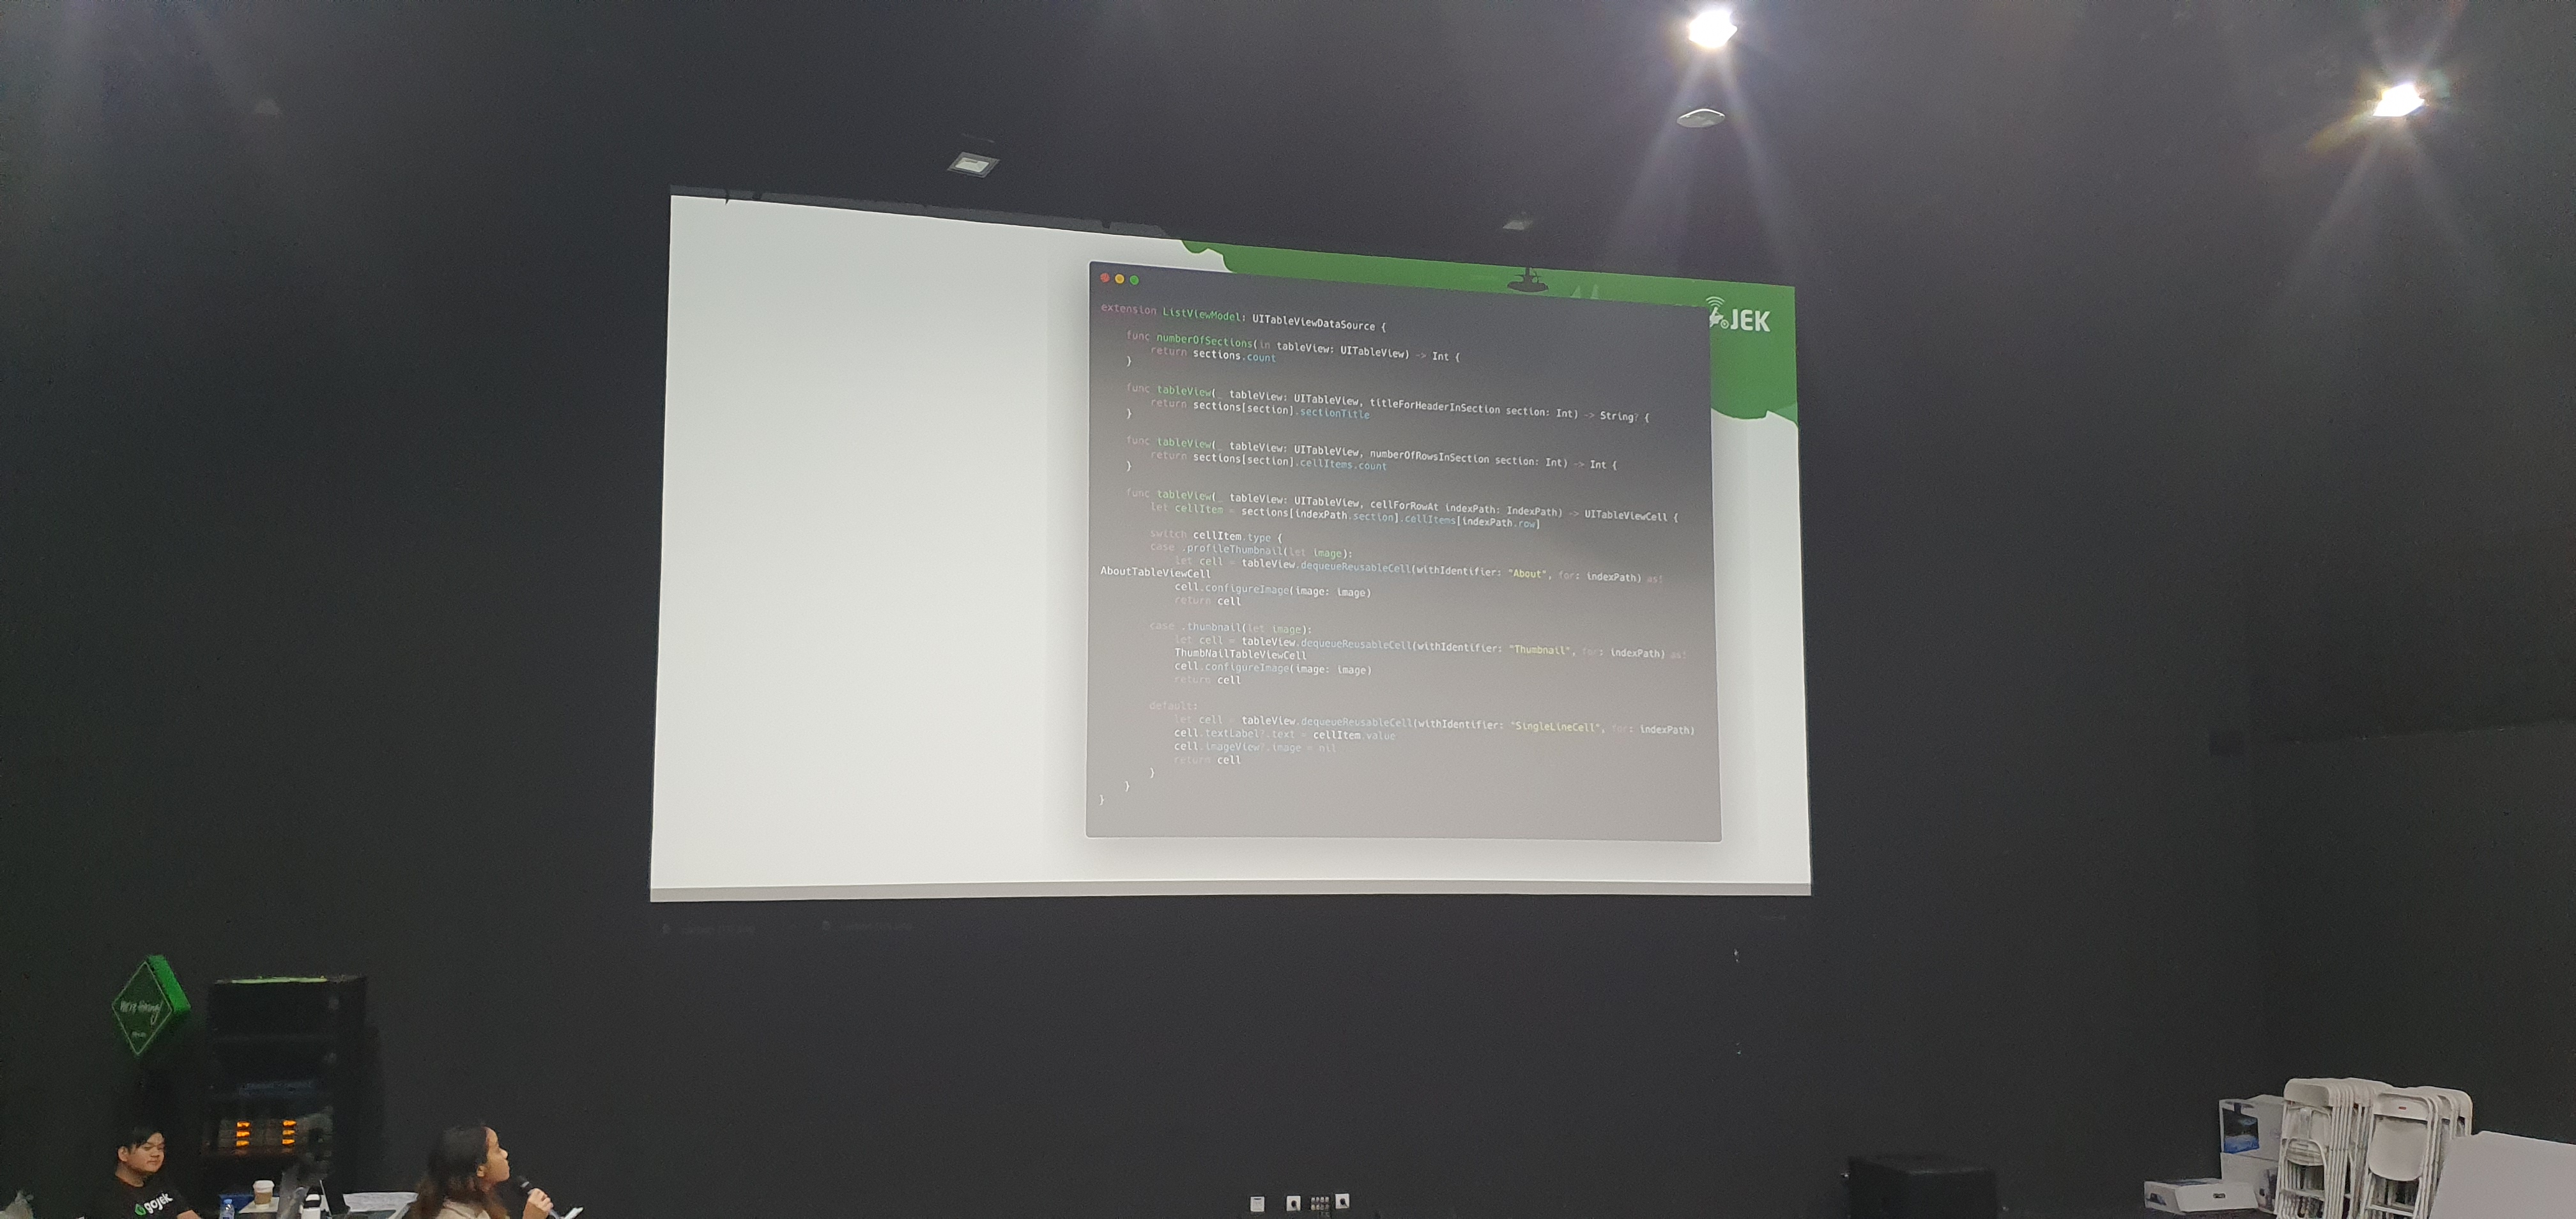 extension ListViewModel: UITableViewDataSource {
func numberOfSections(in tableView: UITableView) -> Int {
return sections.count
}
func tableView(_ tableView: UITableView, titleForHeaderInSection section: Int) -> String? {
return sections[section].sectionTitle
}
func tableView(_ tableView: UITableView, numberOfRowsInSection section: Int) -> Int {
return sections[section].cellItems.count
}
func tableView(_ tableView: UITableView, cellForRowAt indexPath: IndexPath) -> UITableViewCell {
let cellItem = sections[indexPath.section].cellItems[indexPath.row]
switch cellItem.type {
case .profileThumbnail(let image):
let cell = tableView.dequeueReusableCell(withIdentifier: "About", for: indexPath) as!
AboutTableViewCell
cell.configureImage(image: image)
return cell
case .thumbnail(let image):
let cell = tableView.dequeueReusableCell(withIdentifier: "Thumbnail", for: indexPath) as!
ThumbNailTableViewCell
cell.configureImage(image: image)
return cell
default:
let cell = tableView.dequeueReusableCell(withIdentifier: "SingleLineCell", for: indexPath)
cell.textLabel?.text = cellItem.value
cell.imageView?.image = nil
return cell
}
}
}
JEK
We're hiring!
gojek